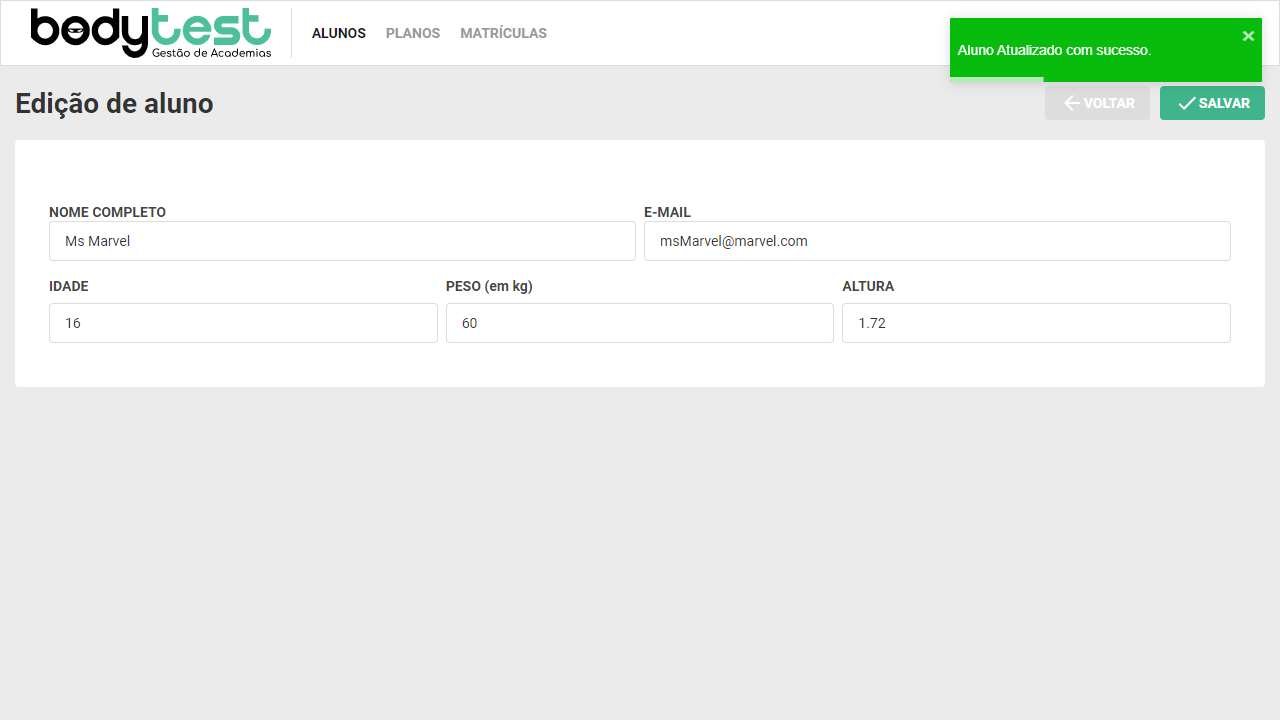 bodytest
Gestão de Academias
ALUNOS PLANOS MATRÍCULAS
Aluno Atualizado com sucesso.
Edição de aluno
VOLTAR SALVAR
NOME COMPLETO E-MAIL
Ms Marvel msMarvel@marvel.com
IDADE PESO (em kg) ALTURA
16 60 1.72